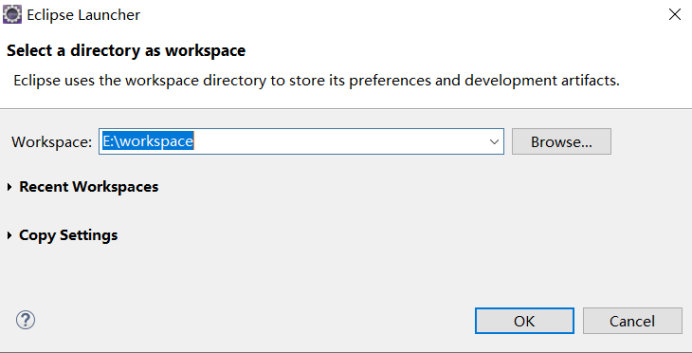 Eclipse Launcher
Select a directory as workspace
Eclipse uses the workspace directory to store its preferences and development artifacts.
Workspace: E:\workspace Browse...
Recent Workspaces
Copy Settings
? OK Cancel